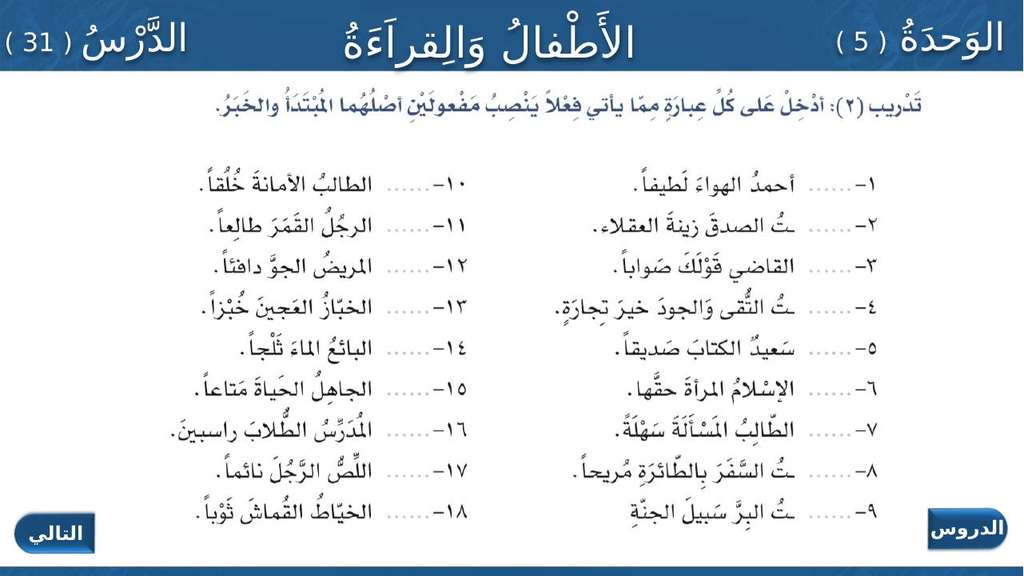 الوَحدَةُ ( 5 )
الأَطْفالُ وَالِقراَءَةُ
الدَّرْسُ ( 31 )
تَدْريب (٢): أدْخِلْ عَلى كُلِّ عِبارَةٍ مِمّا يأتي فِعْلاً يَنْصِبُ مَفْعولَيْنِ أصْلُهُما المُبْتَدَأُ والخَبَرُ.
١- ...... أحمدُ الهواءَ لَطيفاً.
٢- ...... ـتُ الصدقَ زينةَ العقلاء.
٣- ...... القاضي قَوْلَكَ صَواباً.
٤- ...... ـتُ التُّقى وَالجودَ خيرَ تِجارَةٍ.
٥- ...... سَعيدٌ الكتابَ صَديقاً.
٦- ...... الإسْلامُ المرأةَ حقَّها.
٧- ...... الطّالِبُ المَسْأَلَةَ سَهْلَةً.
٨- ...... ـتُ السَّفَرَ بِالطّائرَةِ مُريحاً.
٩- ...... ـتُ البِرَّ سَبيلَ الجنّةِ
١٠- ...... الطالبُ الأمانةَ خُلُقاً.
١١- ...... الرجُلُ القَمَرَ طالِعاً.
١٢- ...... المريضُ الجوَّ دافئاً.
١٣- ...... الخبّازُ العَجينَ خُبْزاً.
١٤- ...... البائعُ الماءَ ثَلْجاً.
١٥- ...... الجاهِلُ الحَياةَ مَتاعاً.
١٦- ...... المُدَرِّسُ الطُّلابَ راسبينَ.
١٧- ...... اللِّصُّ الرَّجُلَ نائماً.
١٨- ...... الخيّاطُ القُماشَ ثَوْباً.
الدروس
التالي